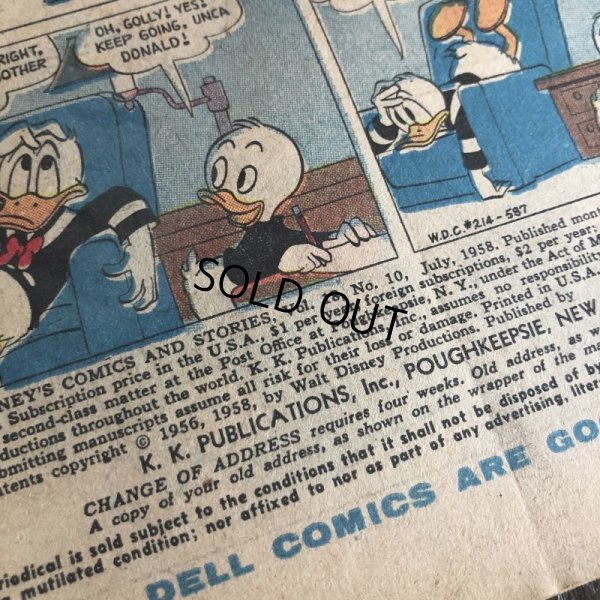 RIGHT,
OTHER
OH, GOLLY! YES!
KEEP GOING, UNCA
DONALD!
W.D.C. #214-587
NEY'S COMICS AND STORIES, No. 10, July, 1958. Published mont
Subscription price in the U.S.A., $1 per foreign subscriptions, $2 per year;
second-class matter at the Post Office at Poughkeepsie, N. Y., under the Act of M
ductions throughout the world, K. K. Publications, Inc., assumes no responsibility
bmitting manuscripts assume all risk for their loss or damage. Printed in U.S.A.
tents copyright © 1956, 1958, by Walt Disney Productions. Published by
K. K. PUBLICATIONS, Inc., POUGHKEEPSIE, NEW
CHANGE OF ADDRESS requires four weeks. Old address, as w
A copy of your old address, as shown on the wrapper of the ma
riodical is sold subject to the conditions that it shall not be disposed of by
a mutilated condition; nor affixed to nor as part of any advertising, liter
DELL COMICS ARE GOO
SOLD OUT